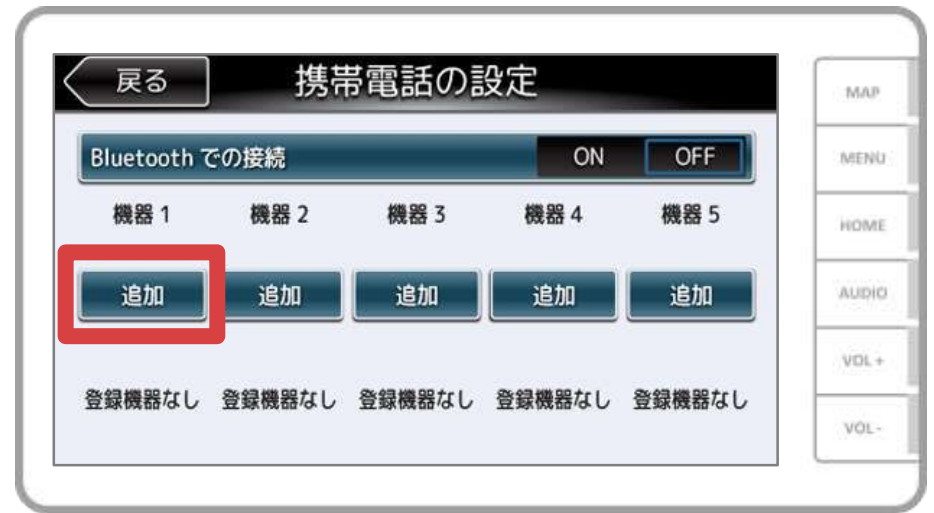 戻る 携帯電話の設定
Bluetooth での接続 ON OFF
機器 1 機器 2 機器 3 機器 4 機器 5
追加 追加 追加 追加 追加
登録機器なし 登録機器なし 登録機器なし 登録機器なし 登録機器なし
MAP
MENU
HOME
AUDIO
VOL +
VOL -